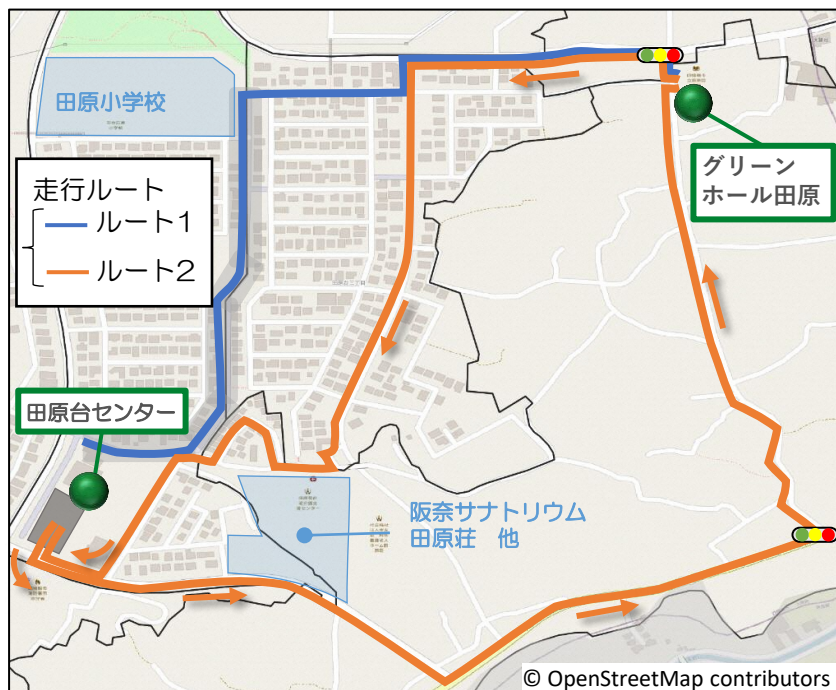 田原小学校
グリーン
ホール田原
走行ルート
ルート1
ルート2
田原台センター
阪奈サナトリウム
田原荘 他
© OpenStreetMap contributors